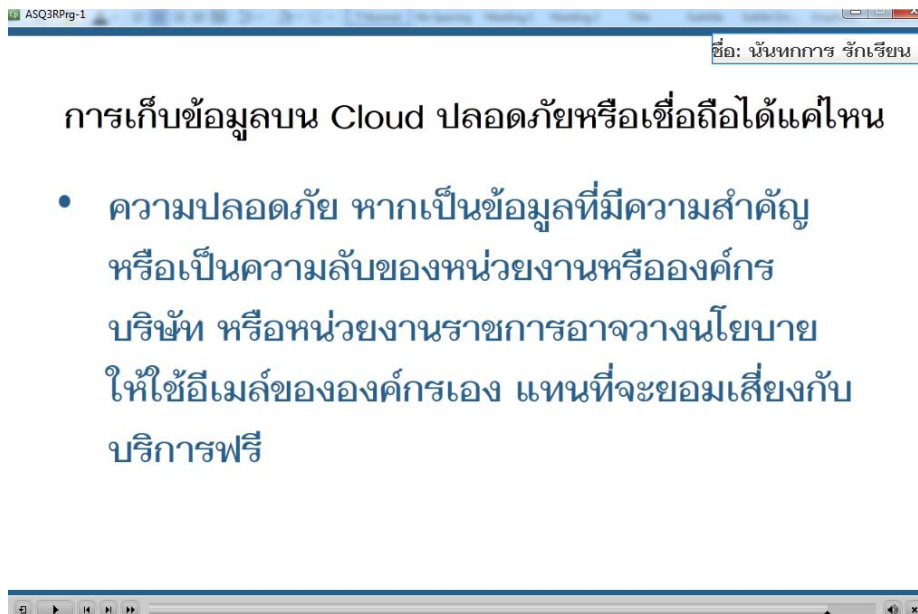 ASQ3RPrg-1
ชื่อ: นันทกการ รักเรียน
การเก็บข้อมูลบน Cloud ปลอดภัยหรือเชื่อถือได้แค่ไหน
• ความปลอดภัย หากเป็นข้อมูลที่มีความสำคัญ
หรือเป็นความลับของหน่วยงานหรือองค์กร
บริษัท หรือหน่วยงานราชการอาจวางนโยบาย
ให้ใช้อีเมล์ขององค์กรเอง แทนที่จะยอมเสี่ยงกับ
บริการฟรี